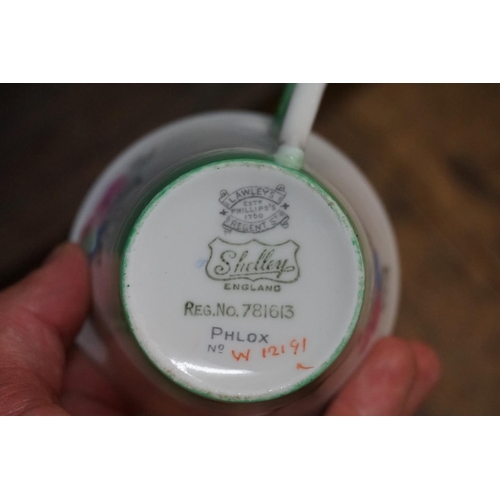 LAWLEYS
ESTD
PHILLIPS'S
1760
REGENT ST
Shelley
ENGLAND
REG. NO. 781613
PHLOX
Nº W 12191